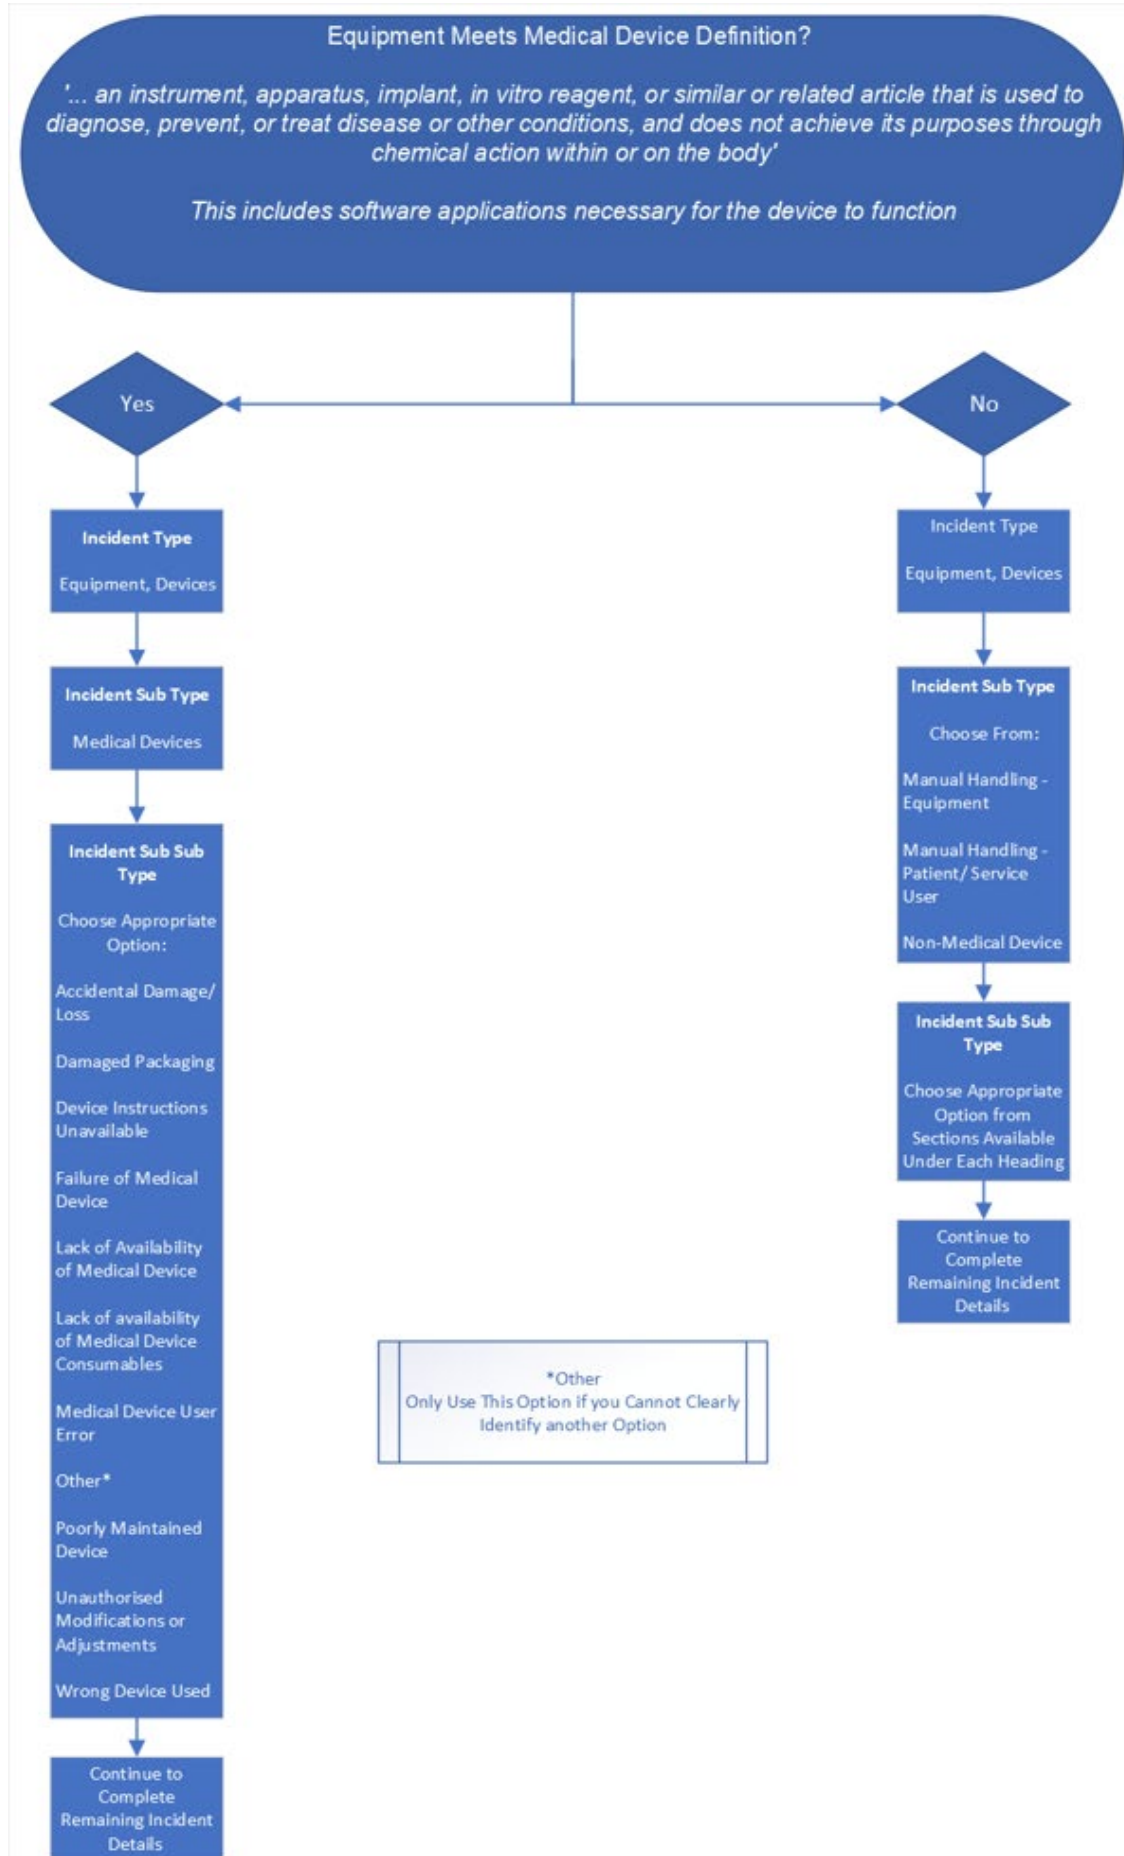 Equipment Meets Medical Device Definition?
'... an instrument, apparatus, implant, in vitro reagent, or similar or related article that is used to
diagnose, prevent, or treat disease or other conditions, and does not achieve its purposes through
chemical action within or on the body'
This includes software applications necessary for the device to function
Yes
Incident Type
Equipment, Devices
Incident Sub Type
Medical Devices
Incident Sub Sub
Type
Choose Appropriate
Option:
Accidental Damage/
Loss
Damaged Packaging
Device Instructions
Unavailable
Failure of Medical
Device
Lack of Availability
of Medical Device
Lack of availability
of Medical Device
Consumables
Medical Device User
Error
Other*
Poorly Maintained
Device
Unauthorised
Modifications or
Adjustments
Wrong Device Used
Continue to
Complete
Remaining Incident
Details
No
Incident Type
Equipment, Devices
Incident Sub Type
Choose From:
Manual Handling -
Equipment
Manual Handling -
Patient/ Service
User
Non-Medical Device
Incident Sub Sub
Type
Choose Appropriate
Option from
Sections Available
Under Each Heading
Continue to
Complete
Remaining Incident
Details
*Other
Only Use This Option if you Cannot Clearly
Identify another Option